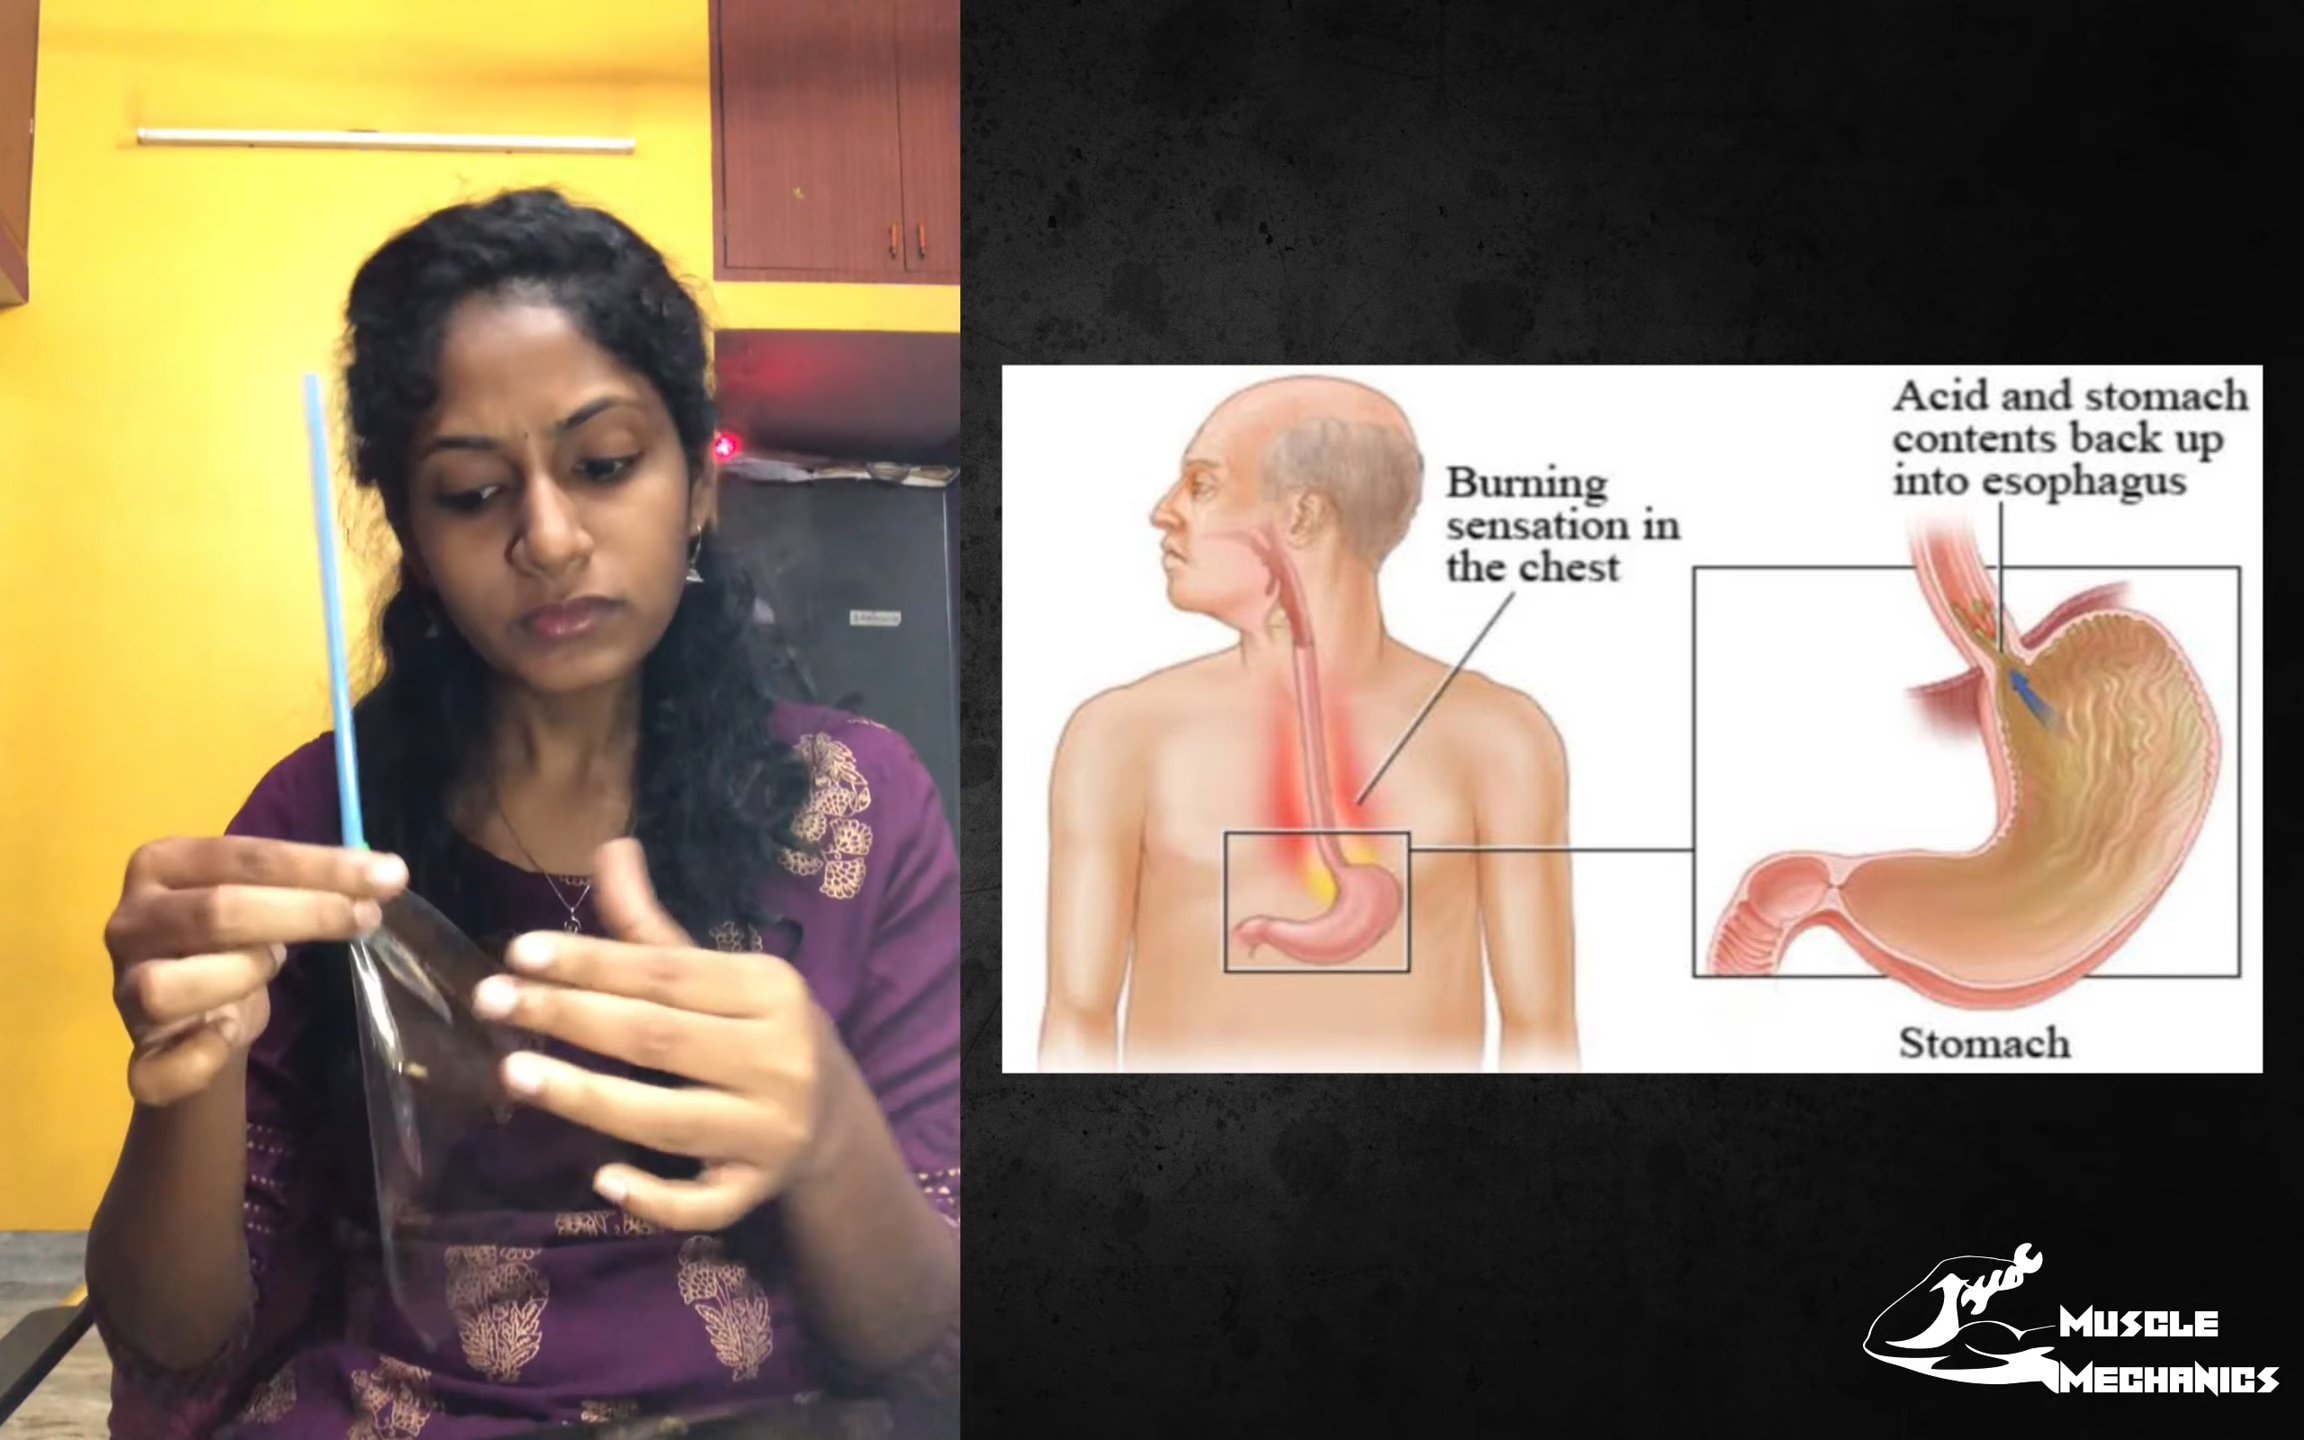 Burning
sensation in
the chest
Acid and stomach
contents back up
into esophagus
Stomach
MUSCLE
MECHANICS